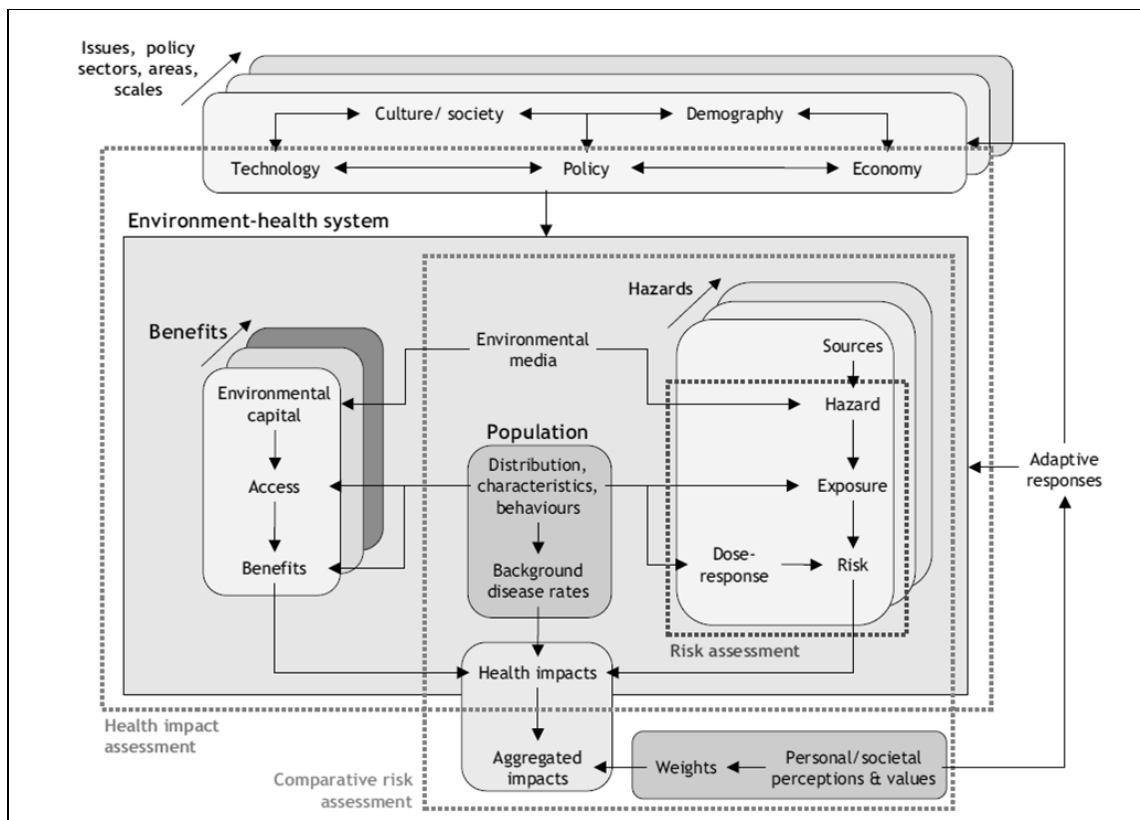 Issues, policy
sectors, areas,
scales
Culture/ society
Demography
Technology
Policy
Economy
Environment-health system
Hazards
Benefits
Environmental
media
Sources
Environmental
capital
Hazard
Population
Distribution,
characteristics,
behaviours
Access
Exposure
Adaptive
responses
Benefits
Background
disease rates
Dose-
response
Risk
Risk assessment
Health impacts
Health impact
assessment
Aggregated
impacts
Weights
Personal/societal
perceptions & values
Comparative risk
assessment